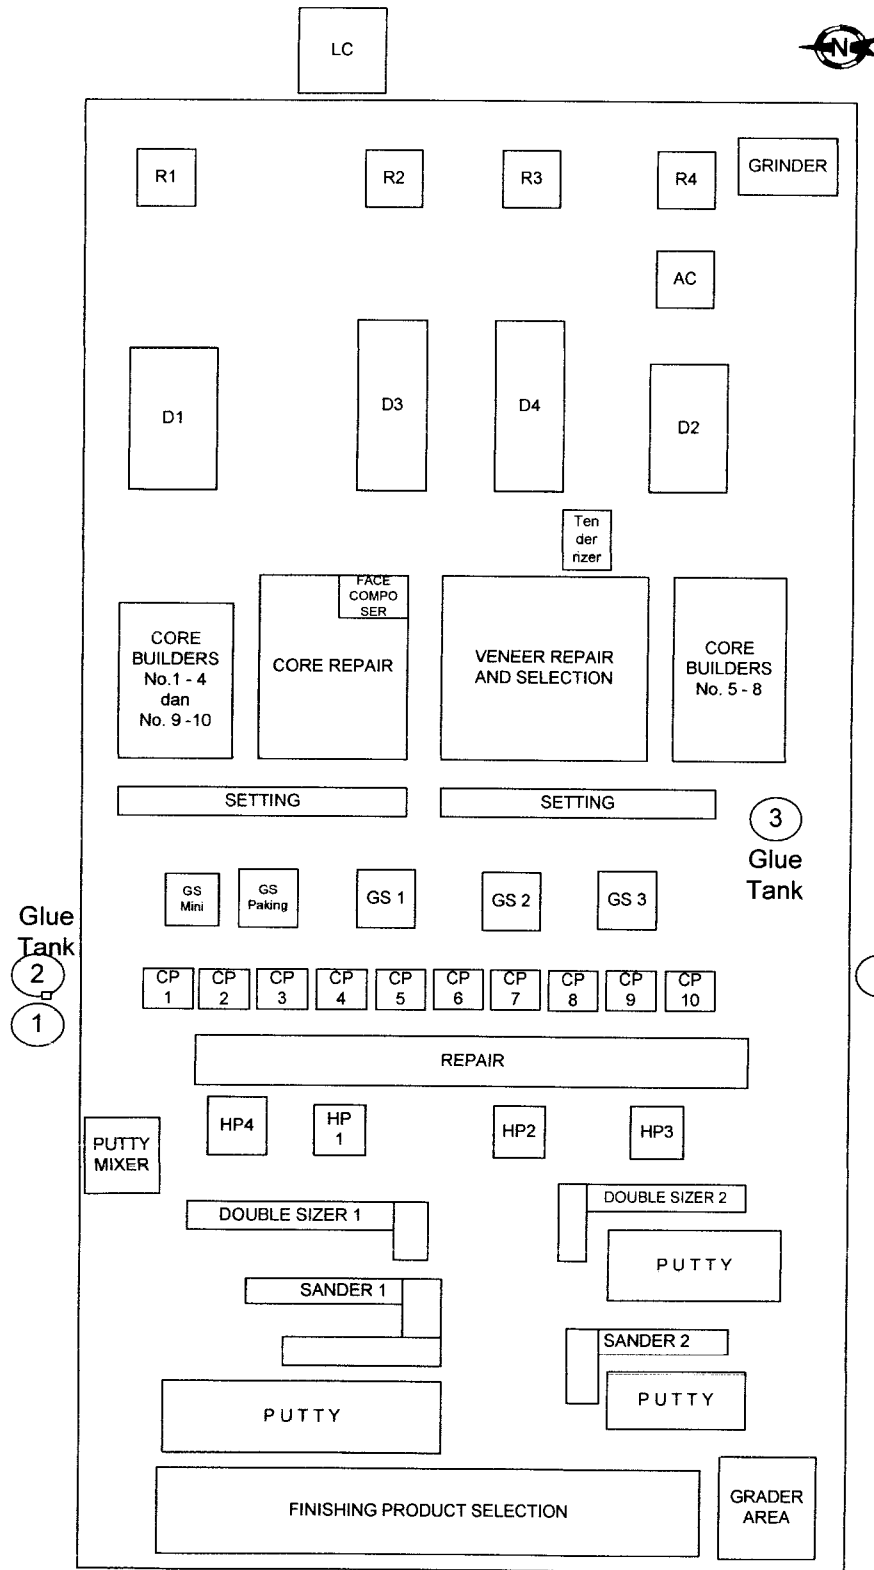 LC
N
R1
R2
R3
R4
GRINDER
AC
D1
D3
D4
D2
Ten
der
rizer
FACE
COMPO
SER
CORE
BUILDERS
No.1 - 4
dan
No. 9 -10
CORE REPAIR
VENEER REPAIR
AND SELECTION
CORE
BUILDERS
No. 5 - 8
SETTING
SETTING
3
Glue
Tank
GS
Mini
GS
Paking
GS 1
GS 2
GS 3
Glue
Tank
2
1
CP
1
CP
2
CP
3
CP
4
CP
5
CP
6
CP
7
CP
8
CP
9
CP
10
REPAIR
HP4
HP
1
HP2
HP3
PUTTY
MIXER
DOUBLE SIZER 1
DOUBLE SIZER 2
PUTTY
SANDER 1
SANDER 2
PUTTY
PUTTY
FINISHING PRODUCT SELECTION
GRADER
AREA